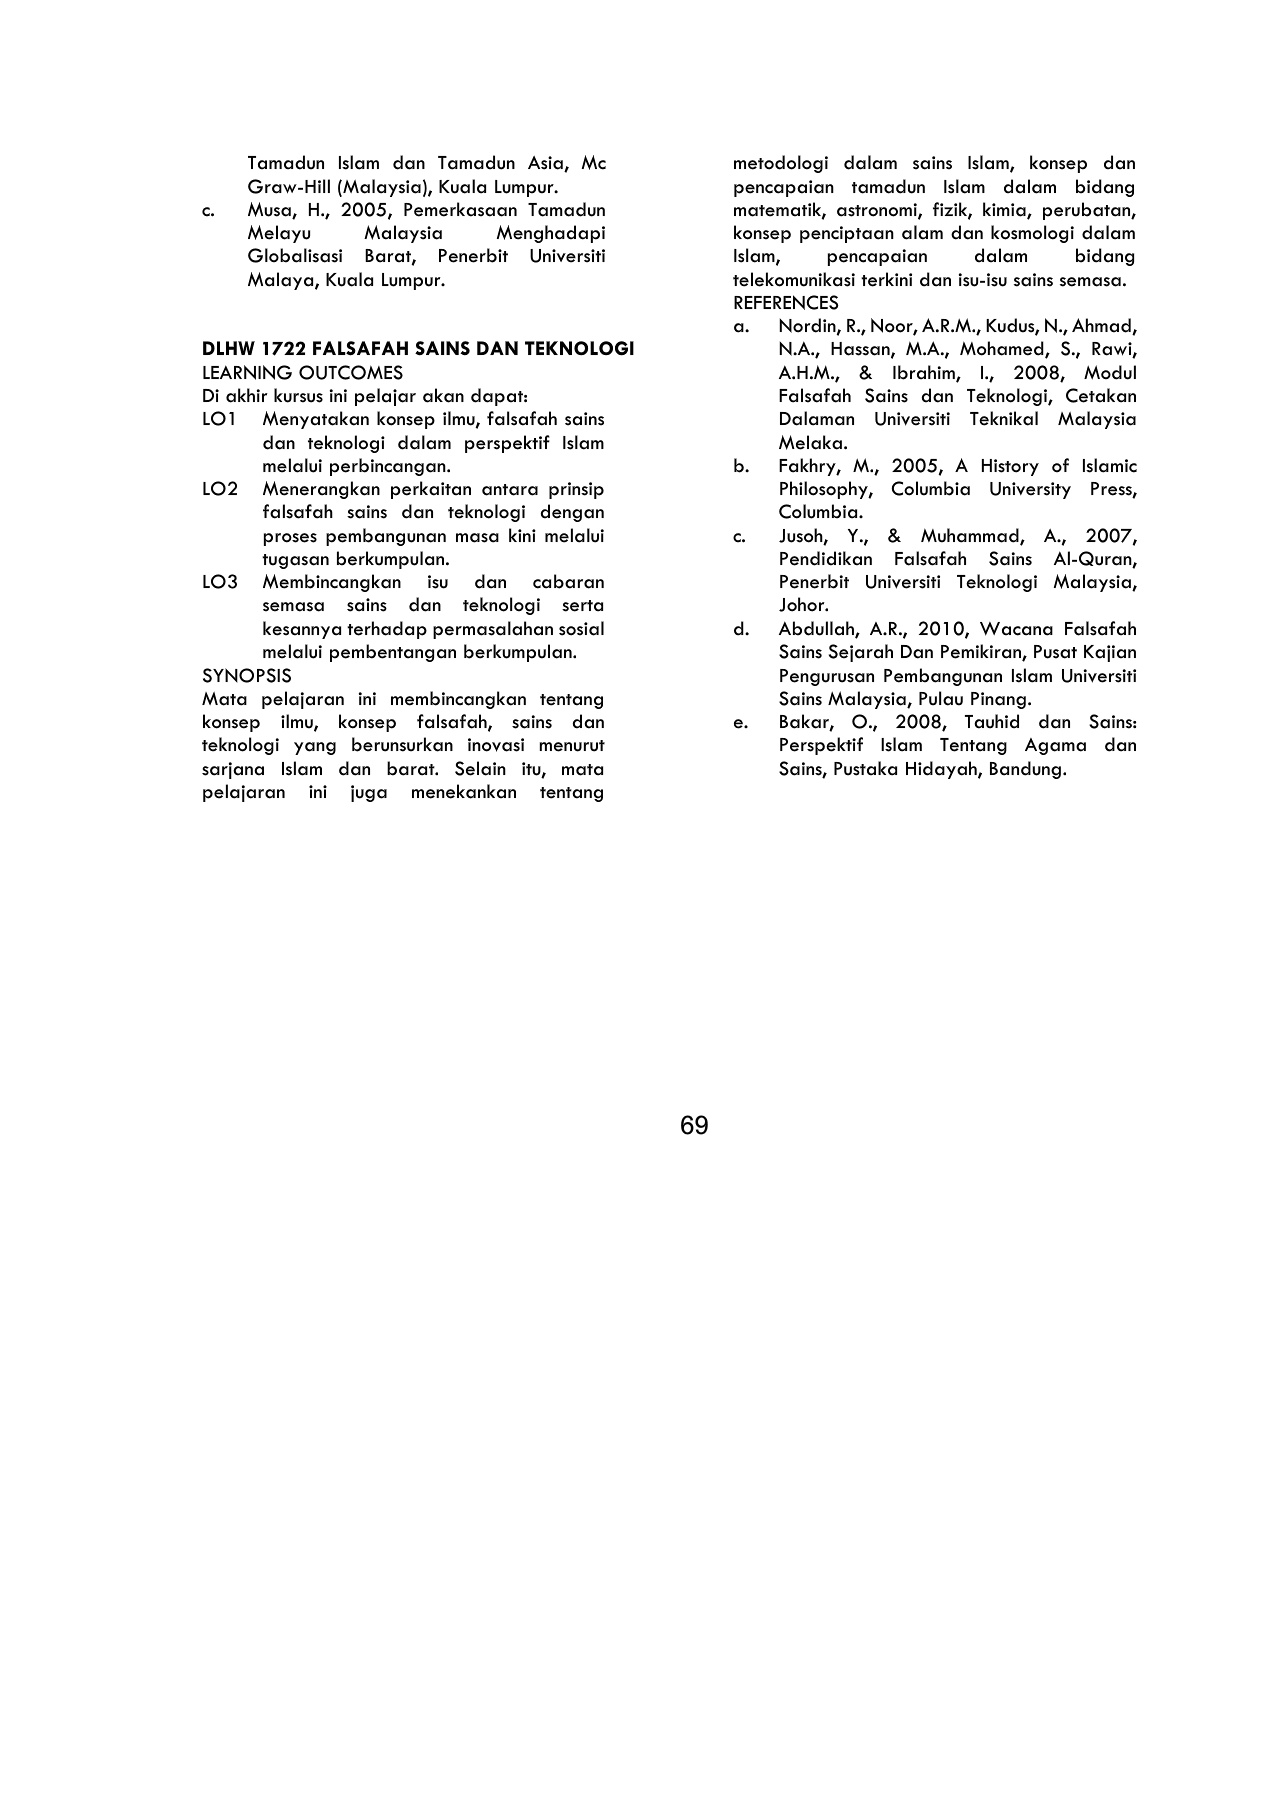 Tamadun Islam dan Tamadun Asia, Mc
Graw-Hill (Malaysia), Kuala Lumpur.
c. Musa, H., 2005, Pemerkasaan Tamadun
Melayu Malaysia Menghadapi
Globalisasi Barat, Penerbit Universiti
Malaya, Kuala Lumpur.
DLHW 1722 FALSAFAH SAINS DAN TEKNOLOGI
LEARNING OUTCOMES
Di akhir kursus ini pelajar akan dapat:
LO1 Menyatakan konsep ilmu, falsafah sains
dan teknologi dalam perspektif Islam
melalui perbincangan.
LO2 Menerangkan perkaitan antara prinsip
falsafah sains dan teknologi dengan
proses pembangunan masa kini melalui
tugasan berkumpulan.
LO3 Membincangkan isu dan cabaran
semasa sains dan teknologi serta
kesannya terhadap permasalahan sosial
melalui pembentangan berkumpulan.
SYNOPSIS
Mata pelajaran ini membincangkan tentang
konsep ilmu, konsep falsafah, sains dan
teknologi yang berunsurkan inovasi menurut
sarjana Islam dan barat. Selain itu, mata
pelajaran ini juga menekankan tentang
metodologi dalam sains Islam, konsep dan
pencapaian tamadun Islam dalam bidang
matematik, astronomi, fizik, kimia, perubatan,
konsep penciptaan alam dan kosmologi dalam
Islam, pencapaian dalam bidang
telekomunikasi terkini dan isu-isu sains semasa.
REFERENCES
a. Nordin, R., Noor, A.R.M., Kudus, N., Ahmad,
N.A., Hassan, M.A., Mohamed, S., Rawi,
A.H.M., & Ibrahim, I., 2008, Modul
Falsafah Sains dan Teknologi, Cetakan
Dalaman Universiti Teknikal Malaysia
Melaka.
b. Fakhry, M., 2005, A History of Islamic
Philosophy, Columbia University Press,
Columbia.
c. Jusoh, Y., & Muhammad, A., 2007,
Pendidikan Falsafah Sains Al-Quran,
Penerbit Universiti Teknologi Malaysia,
Johor.
d. Abdullah, A.R., 2010, Wacana Falsafah
Sains Sejarah Dan Pemikiran, Pusat Kajian
Pengurusan Pembangunan Islam Universiti
Sains Malaysia, Pulau Pinang.
e. Bakar, O., 2008, Tauhid dan Sains:
Perspektif Islam Tentang Agama dan
Sains, Pustaka Hidayah, Bandung.
69